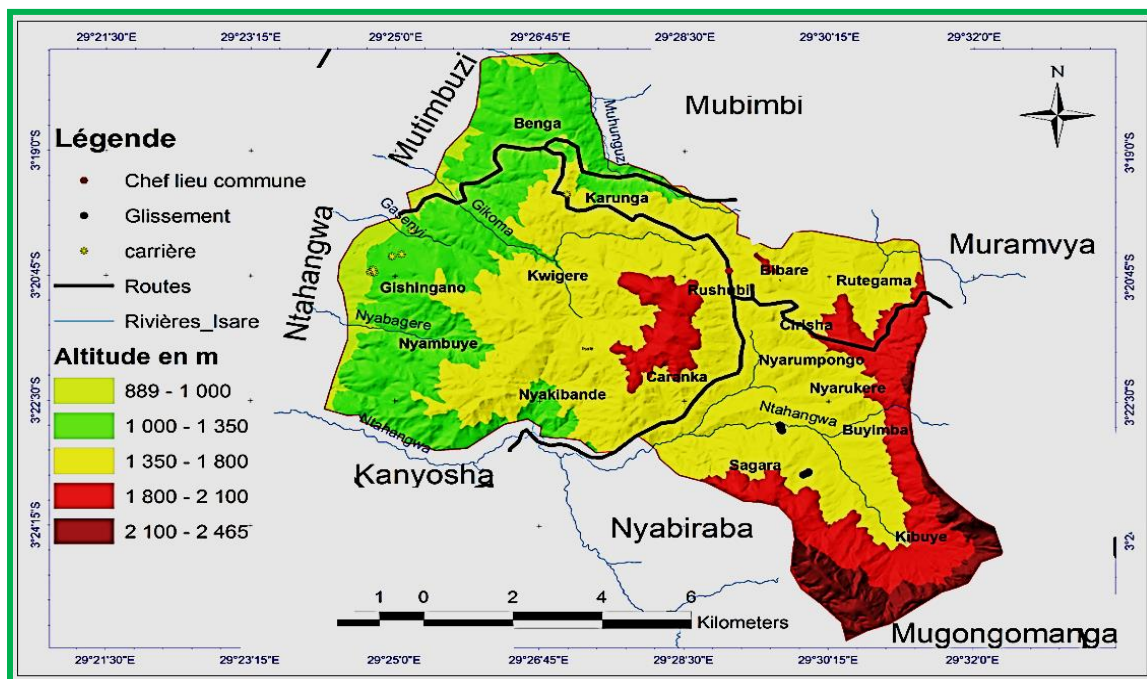 29°21'30"E 29°23'15"E 29°25'0"E 29°26'45"E 29°28'30"E 29°30'15"E 29°32'0"E
N
Mubimbi
Mutimbuzi
Benga
Muhunguzi
Légende
3°19'0"S
3°19'0"S
Chef lieu commune
Karunga
Glissement
Gikoma
Gasenyi
Muramvya
carrière
Ntahangwa
Bibare
3°20'45"S
Kwigere
Rutegama
3°20'45"S
Routes
Gishingano
Rushubi
Rivières_Isare
Nyabagere
Cirisha
Nyambuye
Altitude en m
Nyarumpongo
889 - 1 000
Caranka
Nyarukere
Nyakibande
3°22'30"S
3°22'30"S
1 000 - 1 350
Ntahangwa
Ntahangwa
Buyimba
1 350 - 1 800
Kanyosha
Sagara
1 800 - 2 100
3°24'15"S
Nyabiraba
2 100 - 2 465
Kibuye
1 0 2 4 6
Kilometers
Mugongomanga
29°21'30"E 29°23'15"E 29°25'0"E 29°26'45"E 29°28'30"E 29°30'15"E 29°32'0"E